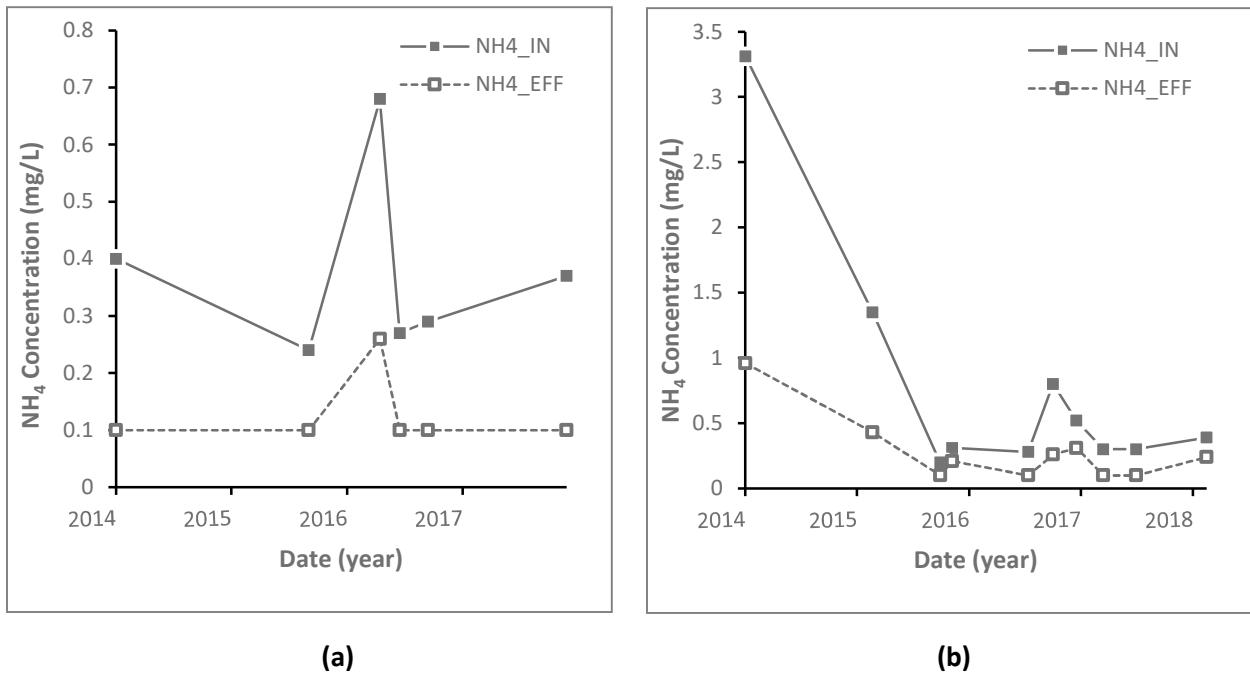 0.8
0.7
0.6
0.5
0.4
0.3
0.2
0.1
0
NH₄ Concentration (mg/L)
NH4_IN
NH4_EFF
2014 2015 2016 2017
Date (year)
(a)
3.5
3
2.5
2
1.5
1
0.5
0
NH₄ Concentration (mg/L)
NH4_IN
NH4_EFF
2014 2015 2016 2017 2018
Date (year)
(b)